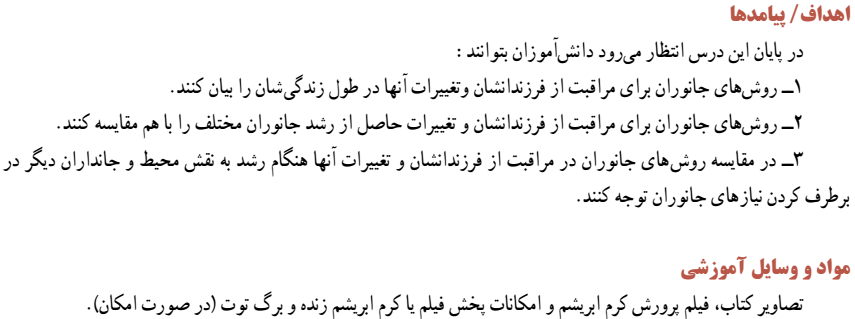 اهداف/ پیامدها
در پایان این درس انتظار می‌رود دانش‌آموزان بتوانند :
۱ــ روش‌های جانوران برای مراقبت از فرزندانشان وتغییرات آنها در طول زندگی‌شان را بیان کنند.
۲ــ روش‌های جانوران برای مراقبت از فرزندانشان و تغییرات حاصل از رشد جانوران مختلف را با هم مقایسه کنند.
۳ــ در مقایسه روش‌های جانوران در مراقبت از فرزندانشان و تغییرات آنها هنگام رشد به نقش محیط و جانداران دیگر در
برطرف کردن نیازهای جانوران توجه کنند.
مواد و وسایل آموزشی
تصاویر کتاب، فیلم پرورش کرم ابریشم و امکانات پخش فیلم یا کرم ابریشم زنده و برگ توت (در صورت امکان).